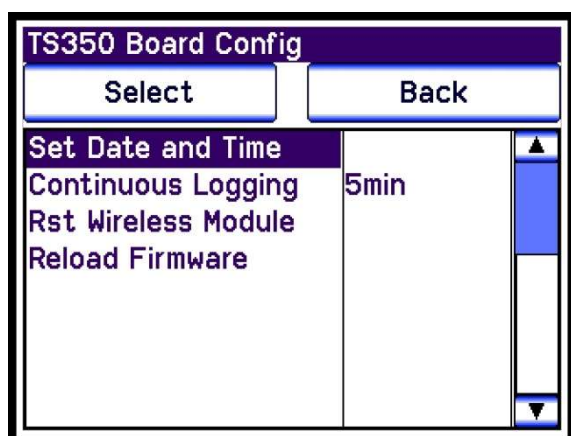 TS350 Board Config
Select Back
Set Date and Time
Continuous Logging 5min
Rst Wireless Module
Reload Firmware